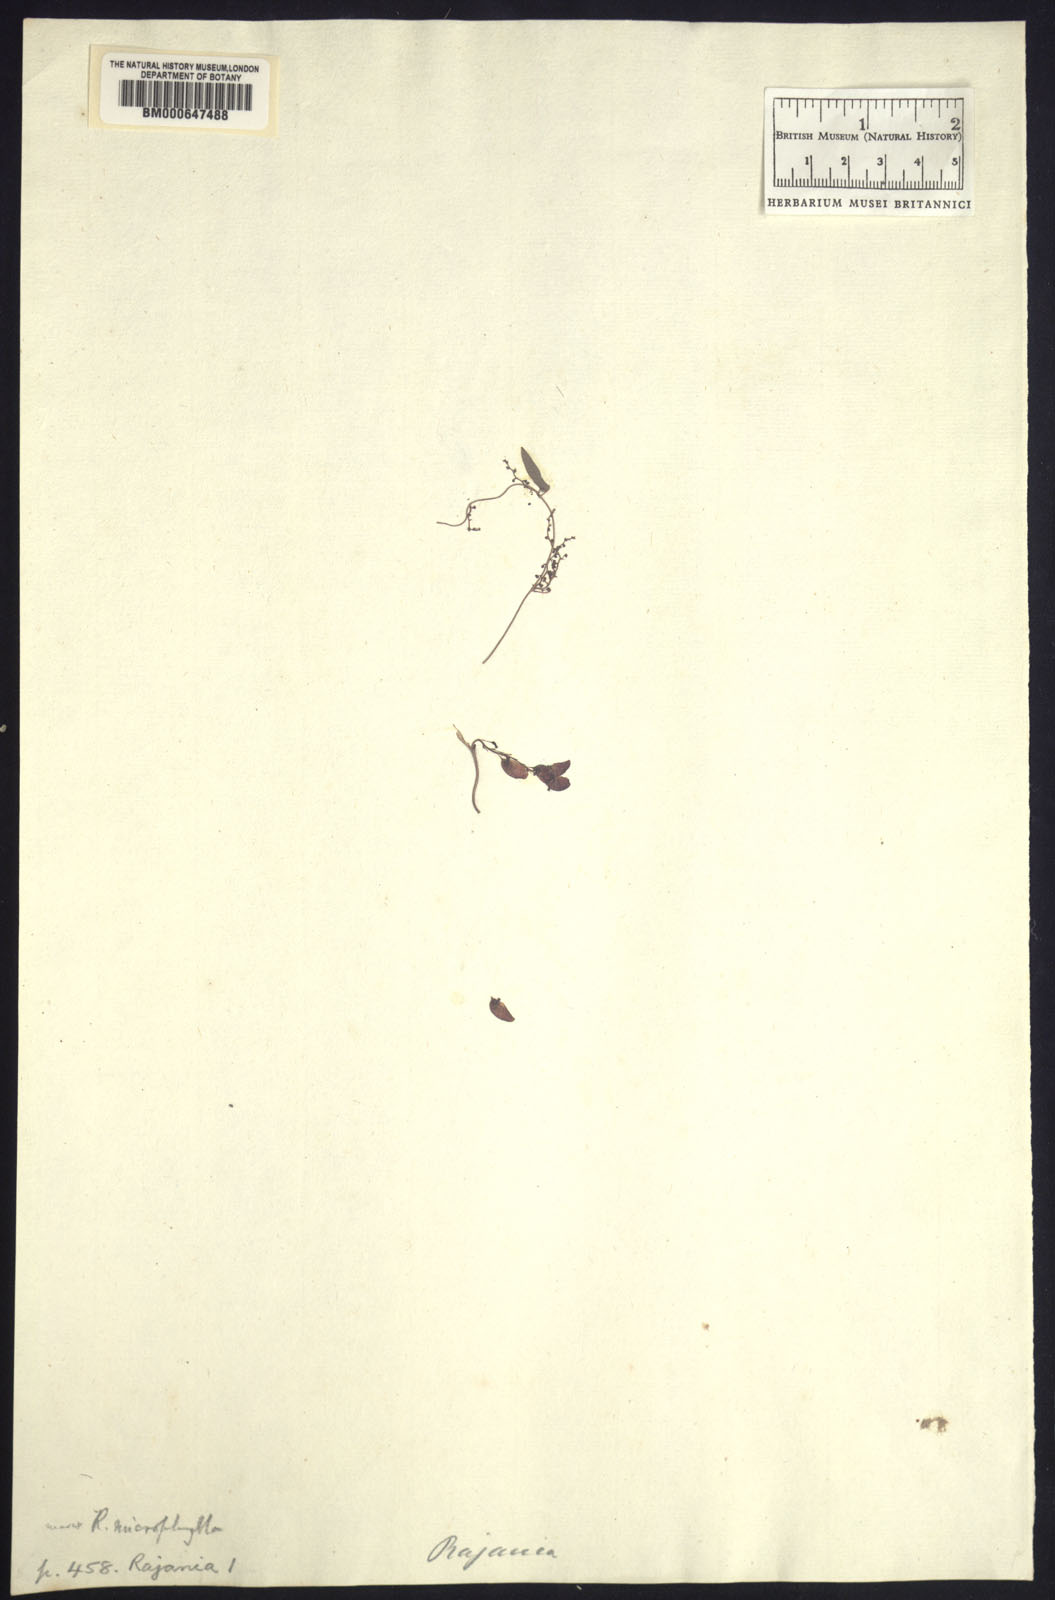 THE NATURAL HISTORY MUSEUM, LONDON
DEPARTMENT OF BOTANY
BM000647488
1 2
BRITISH MUSEUM (NATURAL HISTORY)
1 2 3 4 5
HERBARIUM MUSEI BRITANNICI
R. microphylla
p. 458. Rajania 1
Rajania